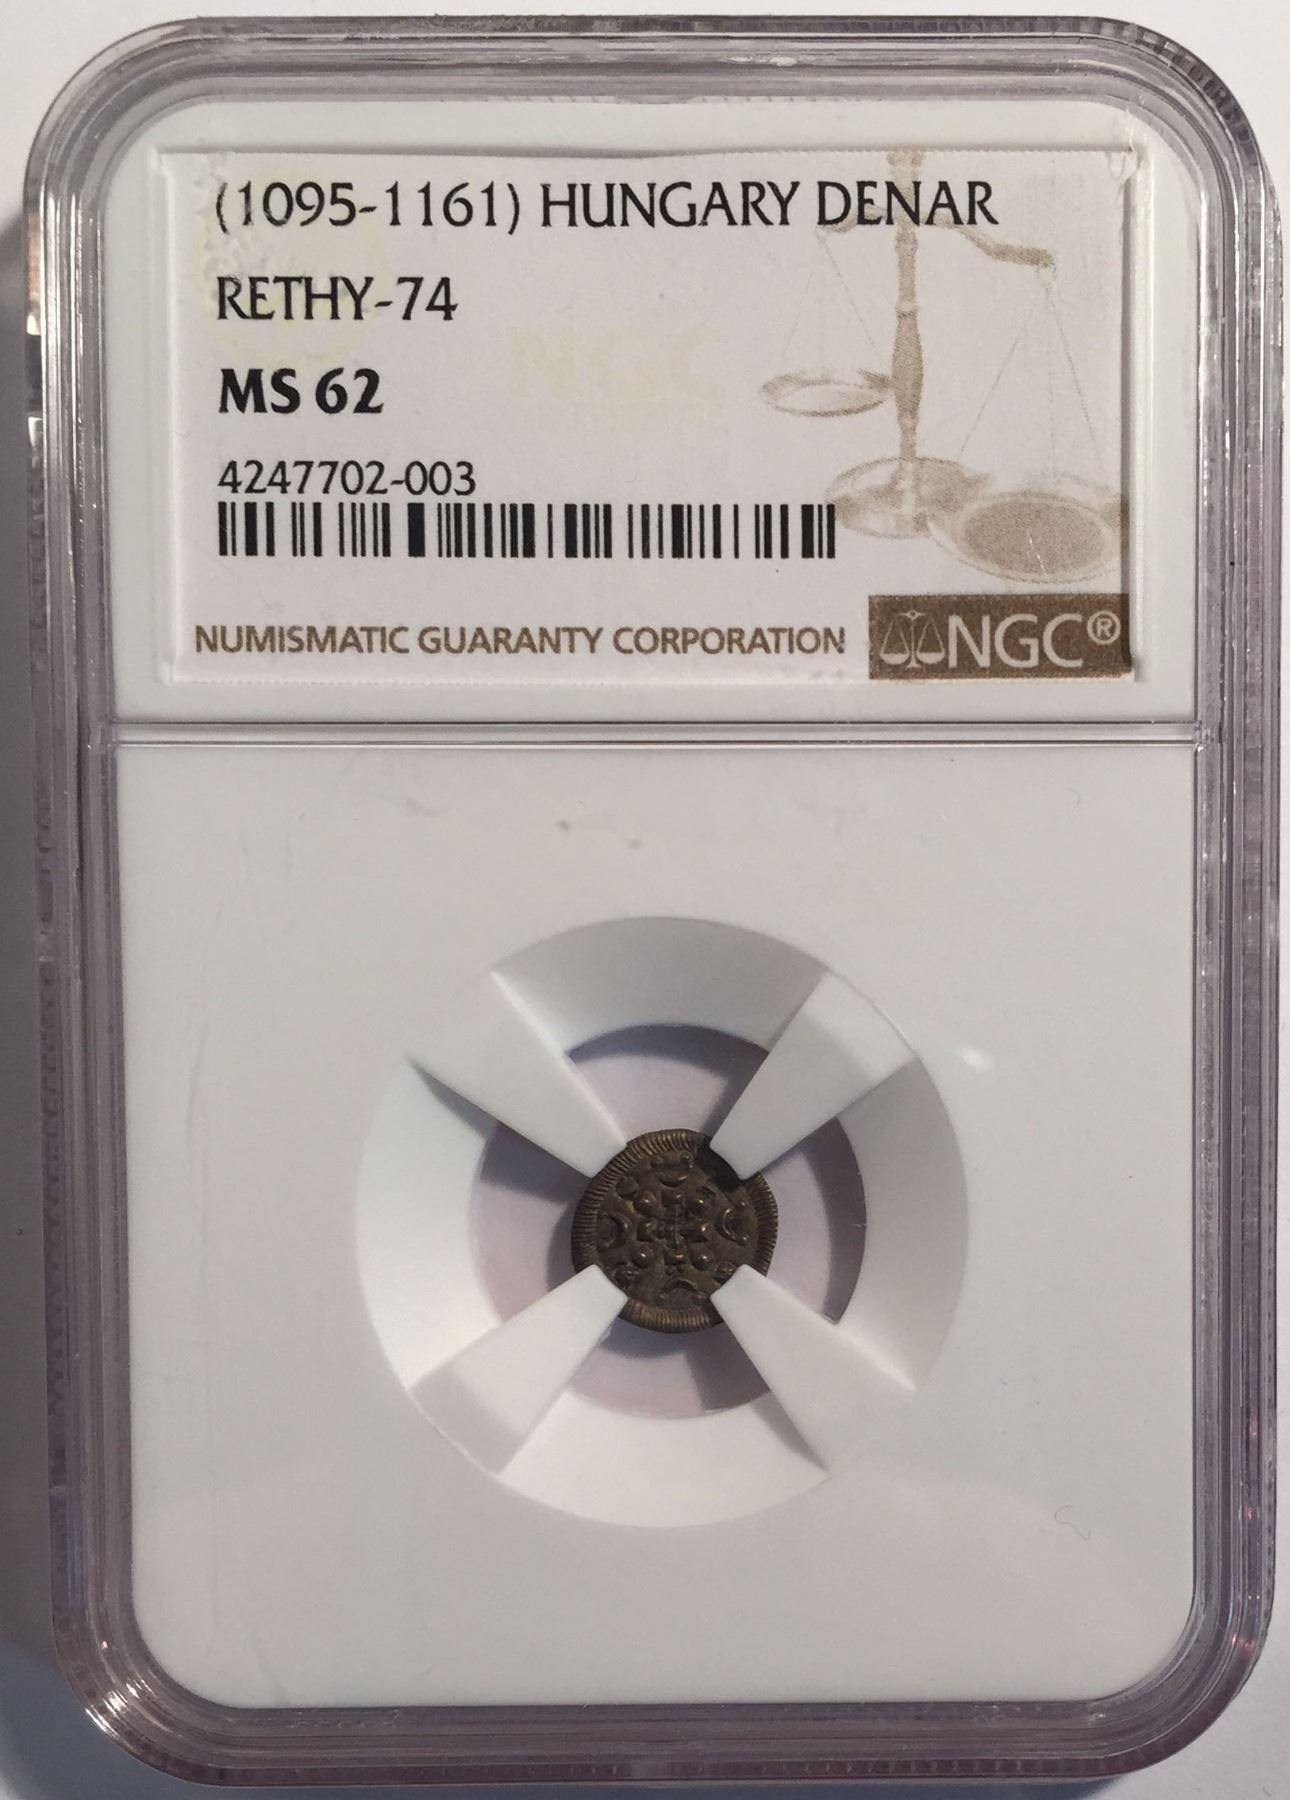 (1095-1161) HUNGARY DENAR
RETHY-74
MS 62
4247702-003
NUMISMATIC GUARANTY CORPORATION NGC®